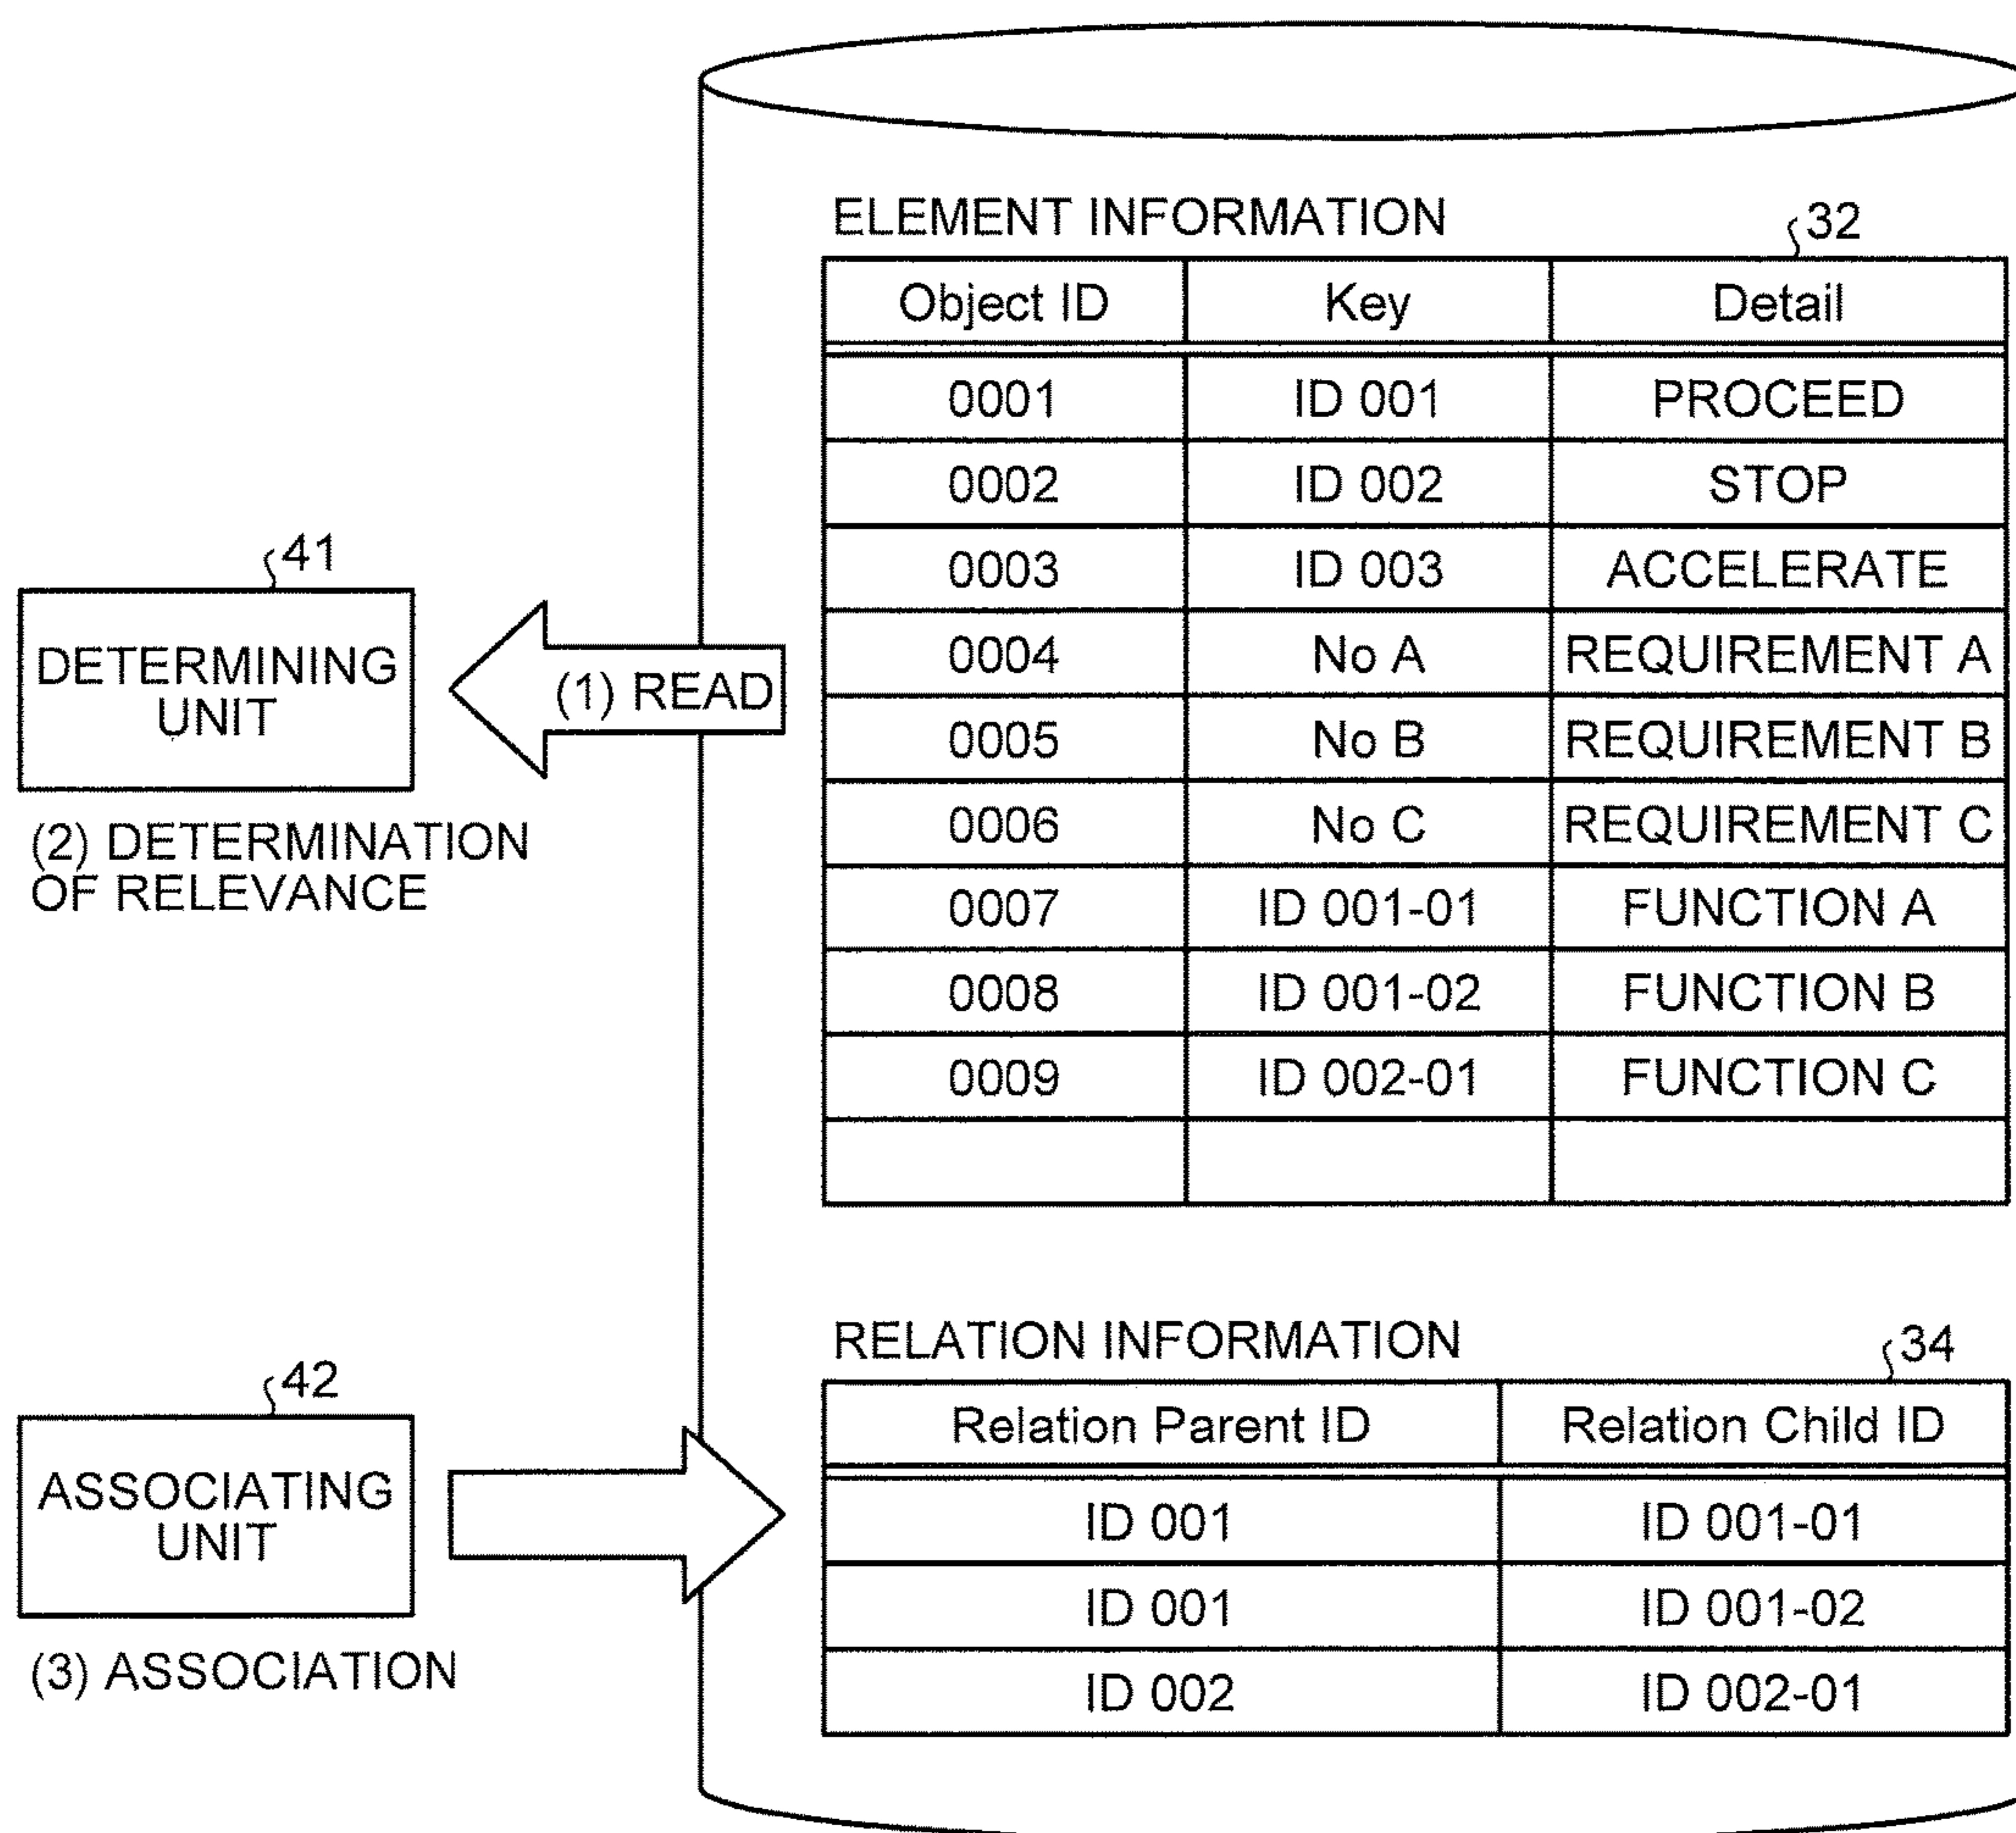 ELEMENT INFORMATION
32
Object ID Key Detail
0001 ID 001 PROCEED
0002 ID 002 STOP
0003 ID 003 ACCELERATE
0004 No A REQUIREMENT A
0005 No B REQUIREMENT B
0006 No C REQUIREMENT C
0007 ID 001-01 FUNCTION A
0008 ID 001-02 FUNCTION B
0009 ID 002-01 FUNCTION C
41
DETERMINING
UNIT
(1) READ
(2) DETERMINATION
OF RELEVANCE
RELATION INFORMATION
34
Relation Parent ID Relation Child ID
ID 001 ID 001-01
ID 001 ID 001-02
ID 002 ID 002-01
42
ASSOCIATING
UNIT
(3) ASSOCIATION